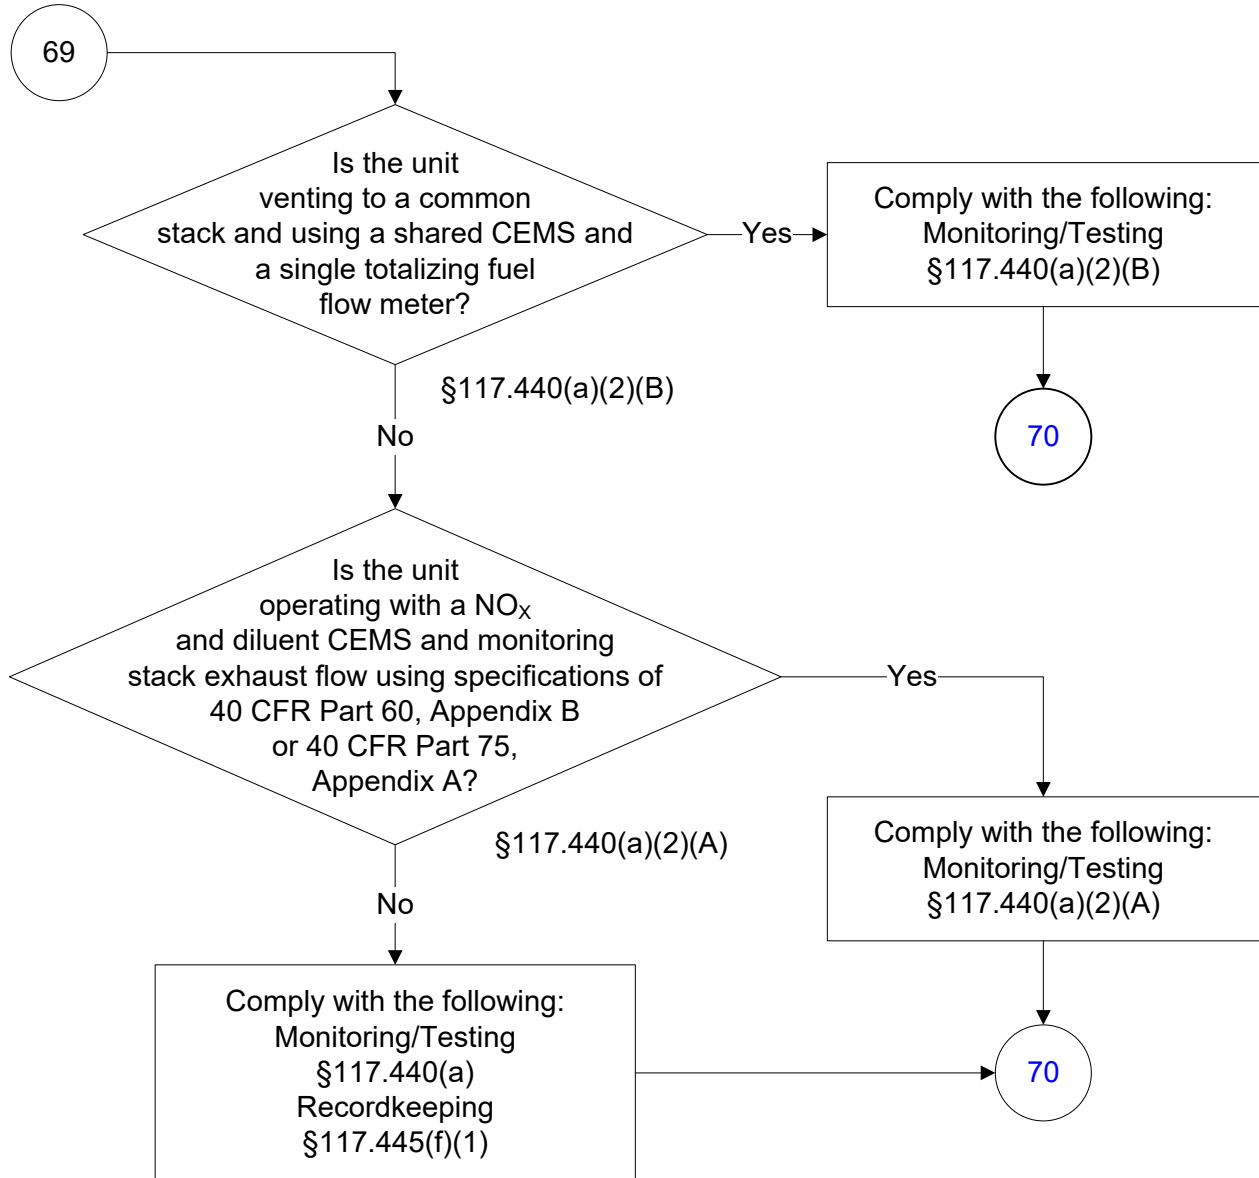 69
Is the unit
venting to a common
stack and using a shared CEMS and
a single totalizing fuel
flow meter?
Yes
Comply with the following:
Monitoring/Testing
§117.440(a)(2)(B)
70
§117.440(a)(2)(B)
No
Is the unit
operating with a NOX
and diluent CEMS and monitoring
stack exhaust flow using specifications of
40 CFR Part 60, Appendix B
or 40 CFR Part 75,
Appendix A?
Yes
Comply with the following:
Monitoring/Testing
§117.440(a)(2)(A)
§117.440(a)(2)(A)
No
Comply with the following:
Monitoring/Testing
§117.440(a)
Recordkeeping
§117.445(f)(1)
70